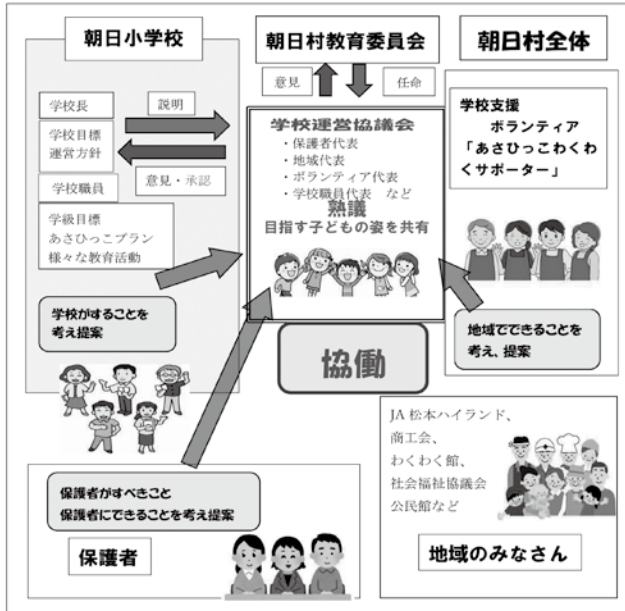 朝日小学校
学校長
学校目標
運営方針
学校職員
学級目標
あさひっこプラン
様々な教育活動
説明
意見・承認
学校がすることを
考え提案
朝日村教育委員会
意見
任命
学校運営協議会
・保護者代表
・地域代表
・ボランティア代表
・学校職員代表 など
熟議
目指す子どもの姿を共有
協働
朝日村全体
学校支援
ボランティア
「あさひっこわくわ
くサポーター」
地域でできることを
考え、提案
保護者がすべきこと
保護者にできることを考え提案
保護者
JA 松本ハイランド、
商工会、
わくわく館、
社会福祉協議会
公民館など
地域のみなさん